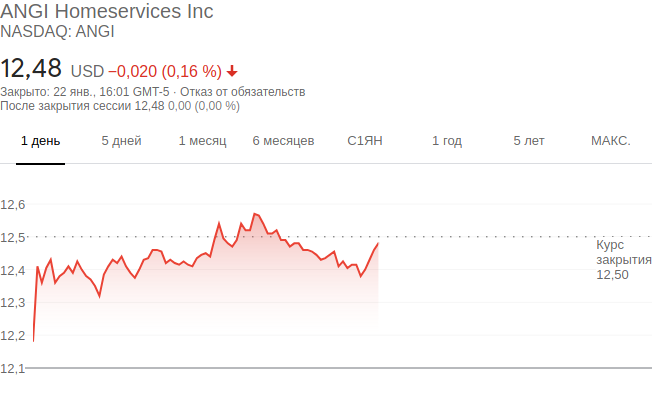 ANGI Homeservices Inc
NASDAQ: ANGI
12,48 USD −0,020 (0,16 %)
Закрыто: 22 янв., 16:01 GMT-5 · Отказ от обязательств
После закрытия сессии 12,48 0,00 (0,00 %)
1 день 5 дней 1 месяц 6 месяцев С1ЯН 1 год 5 лет МАКС.
12,6
12,5
Курс
закрытия
12,50
12,4
12,3
12,2
12,1